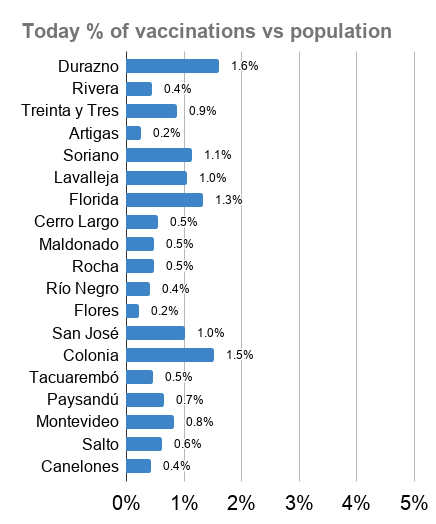 Today % of vaccinations vs population
Durazno 1.6%
Rivera 0.4%
Treinta y Tres 0.9%
Artigas 0.2%
Soriano 1.1%
Lavalleja 1.0%
Florida 1.3%
Cerro Largo 0.5%
Maldonado 0.5%
Rocha 0.5%
Río Negro 0.4%
Flores 0.2%
San José 1.0%
Colonia 1.5%
Tacuarembó 0.5%
Paysandú 0.7%
Montevideo 0.8%
Salto 0.6%
Canelones 0.4%
0% 1% 2% 3% 4% 5%